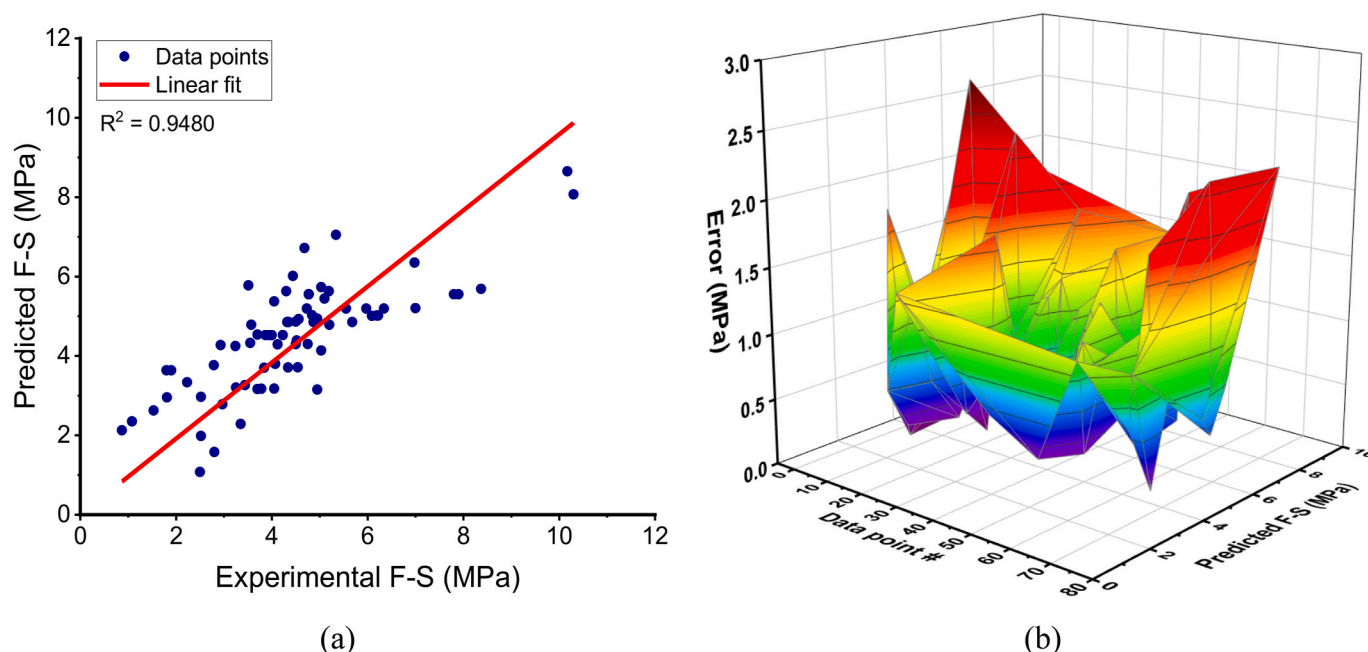 12
Data points
Linear fit
10
R² = 0.9480
8
6
4
2
0
0 2 4 6 8 10 12
Predicted F-S (MPa)
Experimental F-S (MPa)
(a)
3.0
2.5
2.0
1.5
1.0
0.5
0.0
Error (MPa)
0 10 20 30 40 50 60 70 80
Data point #
0 2 4 6 8 10
Predicted F-S (MPa)
(b)